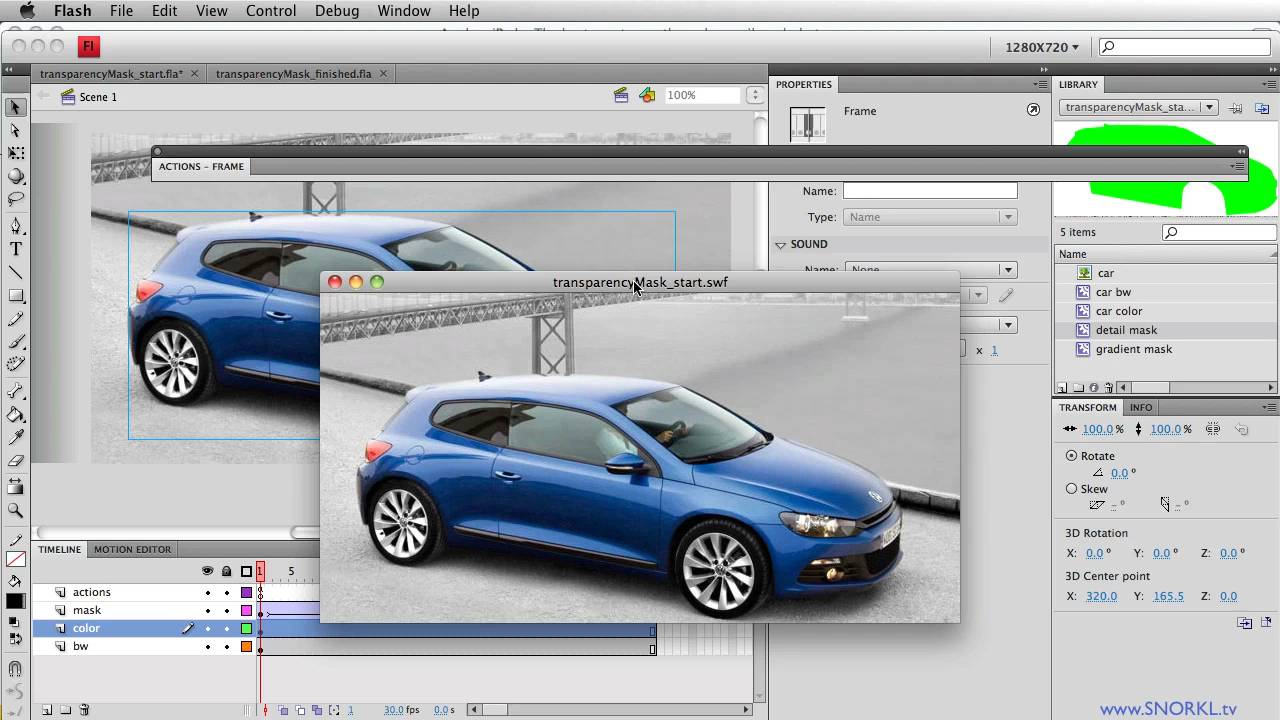 Flash File Edit View Control Debug Window Help
Fl 1280X720
transparencyMask_start.fla* transparencyMask_finished.fla
Scene 1 100%
ACTIONS – FRAME
PROPERTIES
Frame
Name:
Type: Name
SOUND
Name: None
x 1
LIBRARY
transparencyMask_sta...
5 items
Name
car
car bw
car color
detail mask
gradient mask
TRANSFORM INFO
100.0 % 100.0 %
Rotate
0.0 °
Skew
3D Rotation
X: 0.0 ° Y: 0.0 ° Z: 0.0 °
3D Center point
X: 320.0 Y: 165.5 Z: 0.0
transparencyMask_start.swf
TIMELINE MOTION EDITOR
1 5
actions
mask
color
bw
1 30.0 fps 0.0 s
www.SNORKL.tv